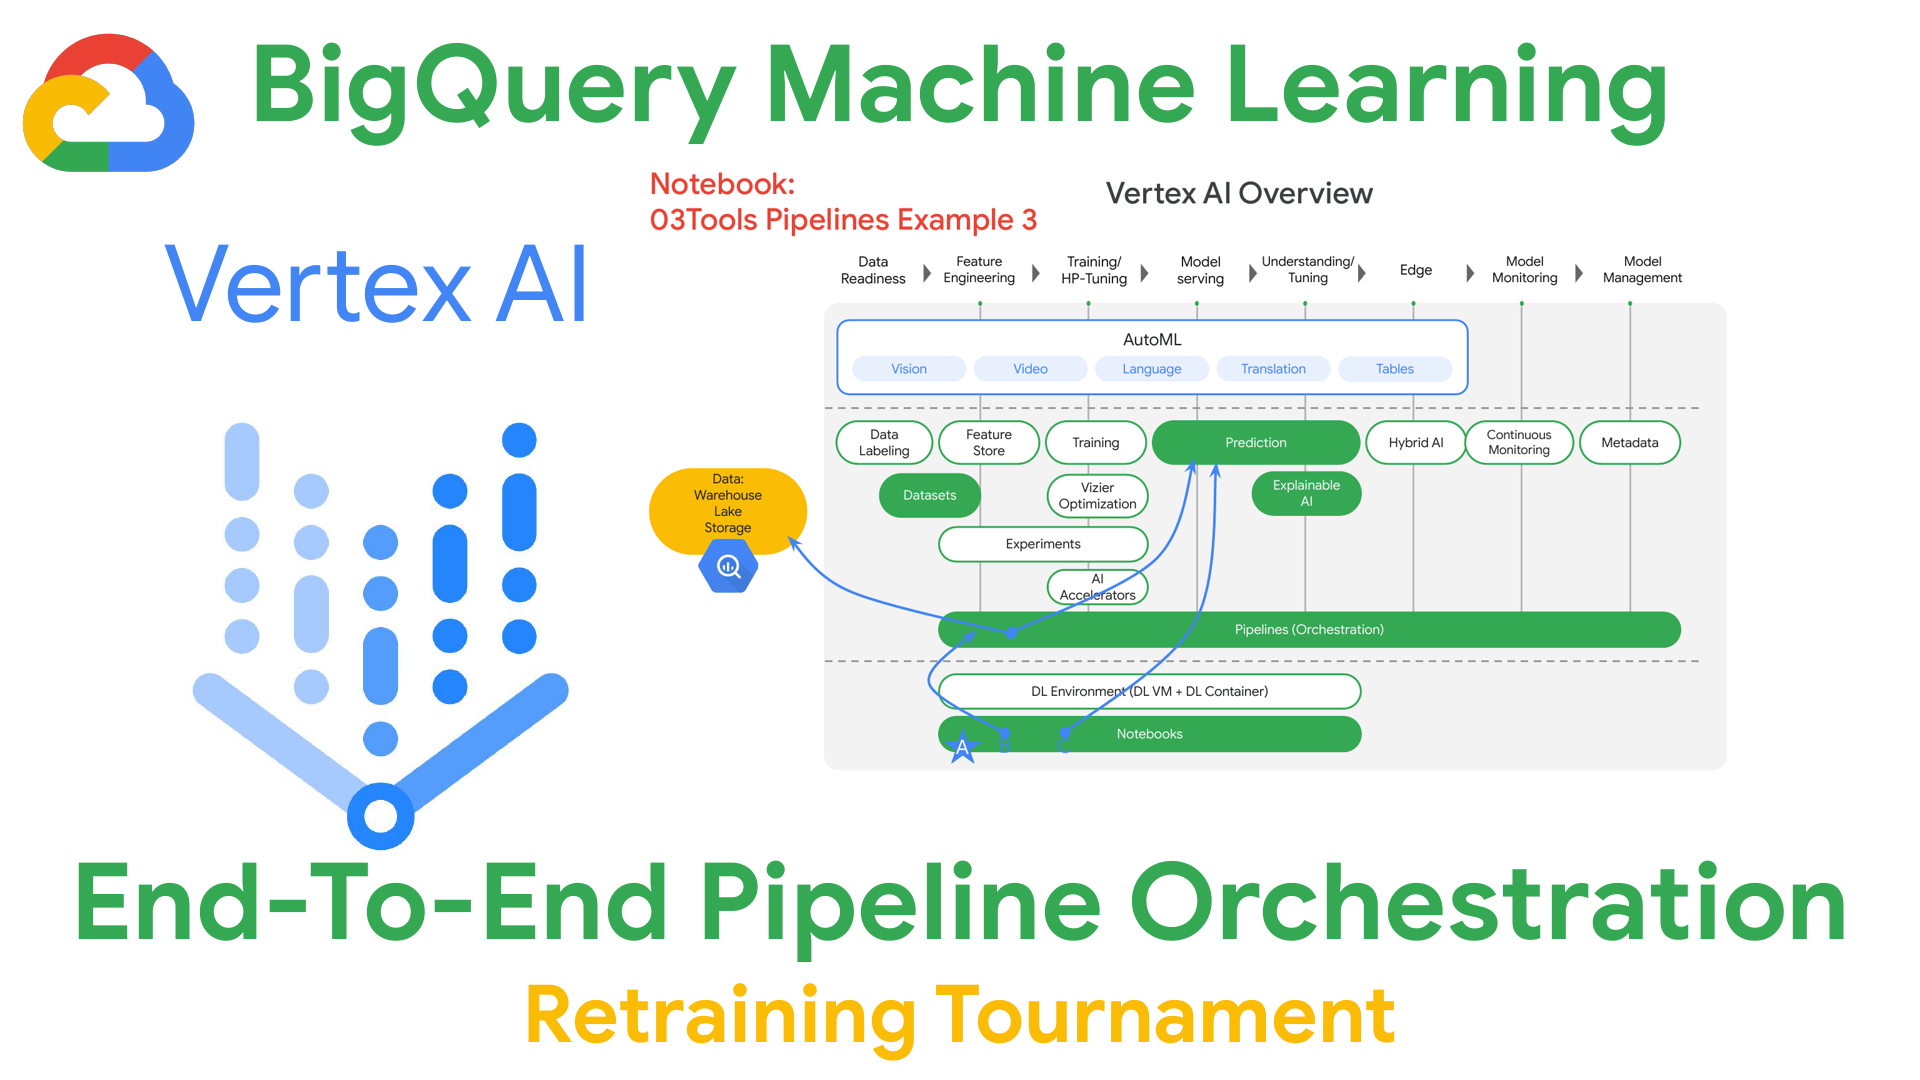 BigQuery Machine Learning
Notebook:
03Tools Pipelines Example 3
Vertex AI Overview
Vertex AI
Data
Readiness
Feature
Engineering
Training/
HP-Tuning
Model
serving
Understanding/
Tuning
Edge
Model
Monitoring
Model
Management
AutoML
Vision
Video
Language
Translation
Tables
Data
Labeling
Feature
Store
Training
Prediction
Hybrid AI
Continuous
Monitoring
Metadata
Data:
Warehouse
Lake
Storage
Datasets
Vizier
Optimization
Explainable
AI
Experiments
AI
Accelerators
Pipelines (Orchestration)
DL Environment (DL VM + DL Container)
Notebooks
A
B
C
End-To-End Pipeline Orchestration
Retraining Tournament